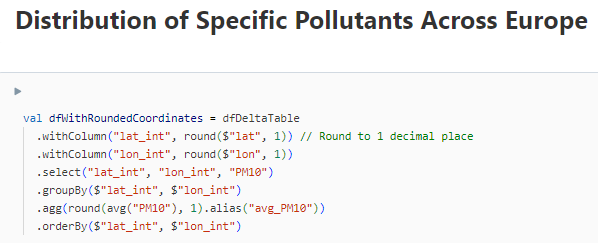 Distribution of Specific Pollutants Across Europe
val dfWithRoundedCoordinates = dfDeltaTable
.withColumn("lat_int", round($"lat", 1)) // Round to 1 decimal place
.withColumn("lon_int", round($"lon", 1))
.select("lat_int", "lon_int", "PM10")
.groupBy($"lat_int", $"lon_int")
.agg(round(avg("PM10"), 1).alias("avg_PM10"))
.orderBy($"lat_int", $"lon_int")